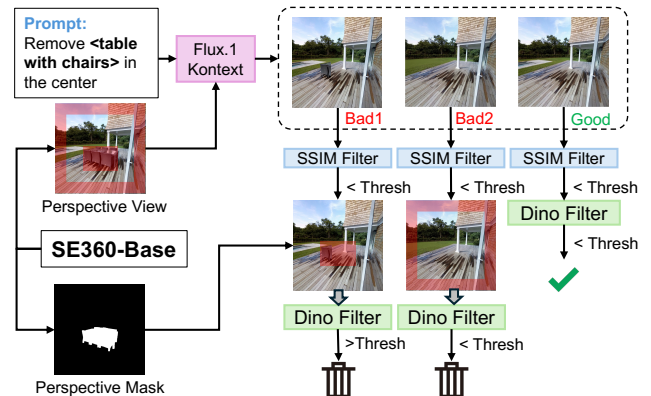 Prompt:
Remove <table
with chairs> in
the center
Flux.1
Kontext
Bad1
Bad2
Good
SSIM Filter
SSIM Filter
SSIM Filter
< Thresh
< Thresh
< Thresh
Perspective View
Dino Filter
< Thresh
SE360-Base
Dino Filter
Dino Filter
>Thresh
< Thresh
Perspective Mask